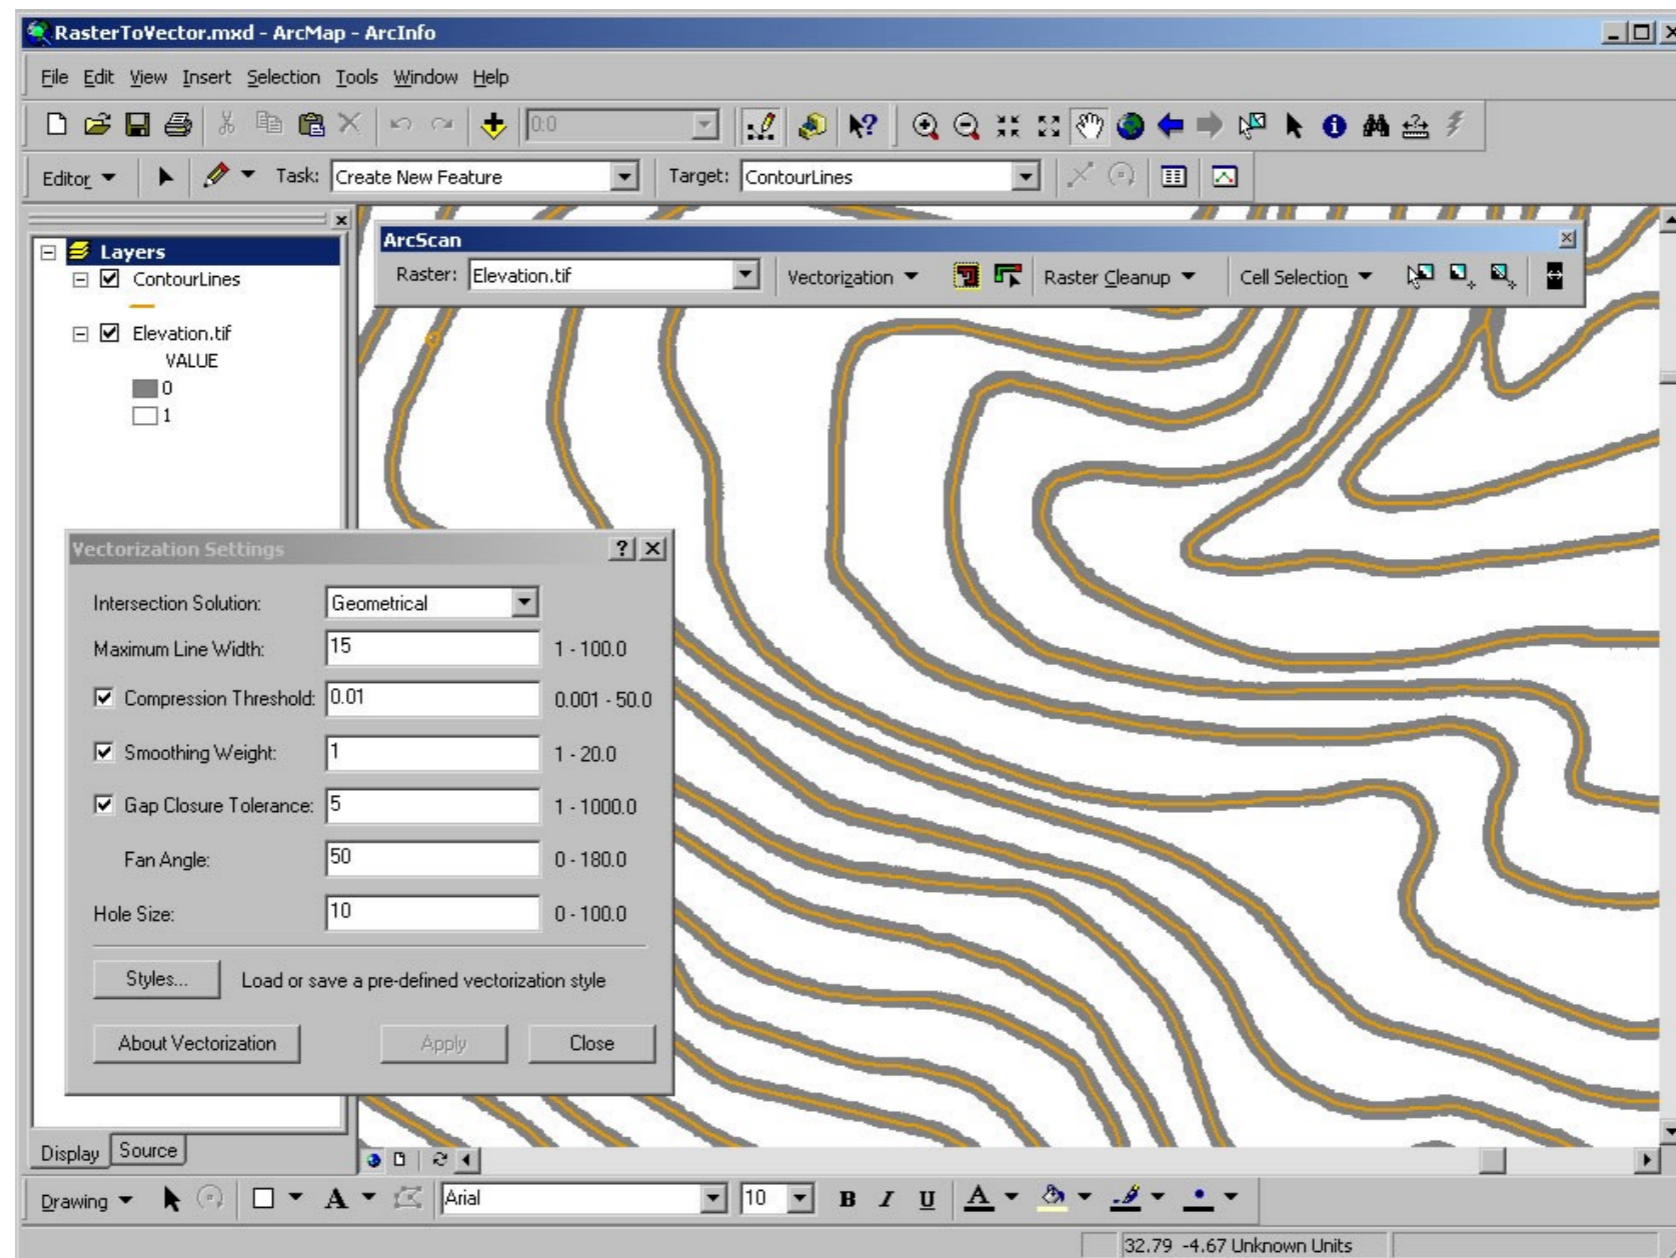 RasterToVector.mxd - ArcMap - ArcInfo
File Edit View Insert Selection Tools Window Help
0:0
Editor Task: Create New Feature Target: ContourLines
Layers
ContourLines
Elevation.tif
VALUE
0
1
ArcScan
Raster: Elevation.tif Vectorization Raster Cleanup Cell Selection
Vectorization Settings
Intersection Solution: Geometrical
Maximum Line Width: 15 1 - 100.0
Compression Threshold: 0.01 0.001 - 50.0
Smoothing Weight: 1 1 - 20.0
Gap Closure Tolerance: 5 1 - 1000.0
Fan Angle: 50 0 - 180.0
Hole Size: 10 0 - 100.0
Styles... Load or save a pre-defined vectorization style
About Vectorization Apply Close
Display Source
Drawing A Arial 10 B I U A
32.79 -4.67 Unknown Units